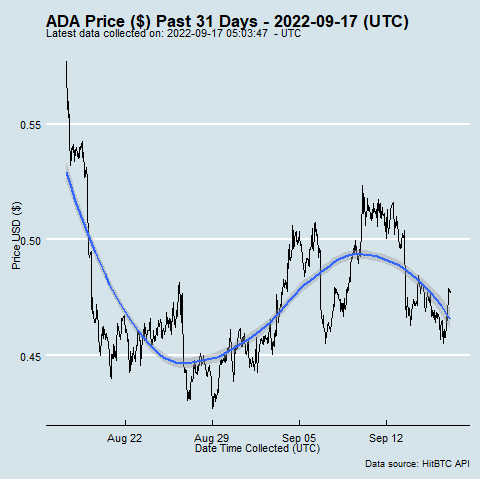 ADA Price ($) Past 31 Days - 2022-09-17 (UTC)
Latest data collected on: 2022-09-17 05:03:47 - UTC
0.55
0.50
0.45
Price USD ($)
Aug 22
Aug 29
Sep 05
Sep 12
Date Time Collected (UTC)
Data source: HitBTC API